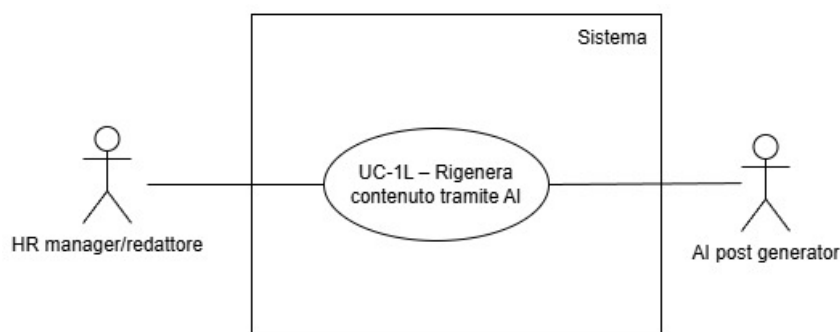 Sistema
UC-1L – Rigenera
contenuto tramite AI
HR manager/redattore
AI post generator